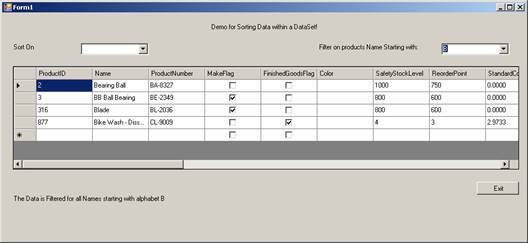 Form1
Demo for Sorting Data within a DataSet!
Sort On
Filter on products Name Starting with:
ProductID Name ProductNumber MakeFlag FinishedGoodsFlag Color SafetyStockLevel ReorderPoint StandardCo
2 Bearing Ball BA-8327 1000 750 0.0000
3 BB Ball Bearing BE-2349 800 600 0.0000
316 Blade BL-2036 800 600 0.0000
877 Bike Wash - Diss... CL-9009 4 3 2.9733
Exit
The Data is Filtered for all Names starting with alphabet B